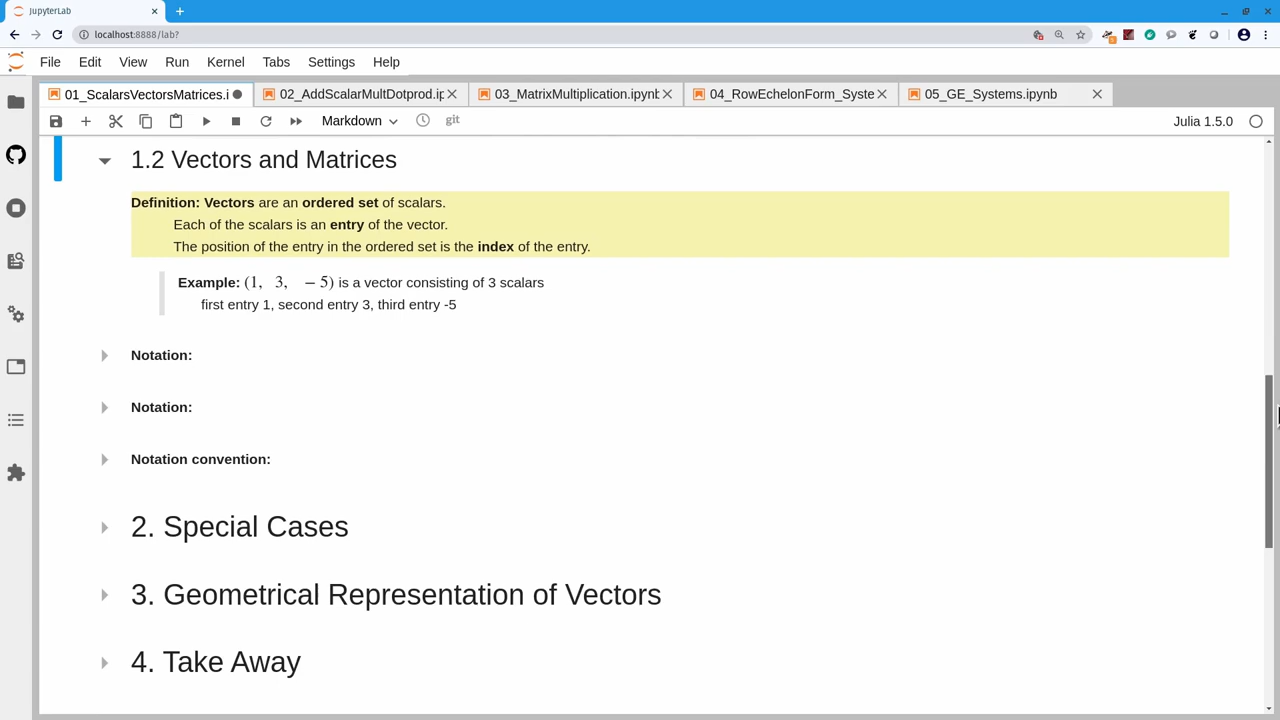 JupyterLab
localhost:8888/lab?
File Edit View Run Kernel Tabs Settings Help
01_ScalarsVectorsMatrices.i 02_AddScalarMultDotprod.ip 03_MatrixMultiplication.ipynb 04_RowEchelonForm_Syste 05_GE_Systems.ipynb
Markdown git Julia 1.5.0
1.2 Vectors and Matrices
Definition: Vectors are an ordered set of scalars.
Each of the scalars is an entry of the vector.
The position of the entry in the ordered set is the index of the entry.
Example: (1, 3, − 5) is a vector consisting of 3 scalars
first entry 1, second entry 3, third entry -5
Notation:
Notation:
Notation convention:
2. Special Cases
3. Geometrical Representation of Vectors
4. Take Away